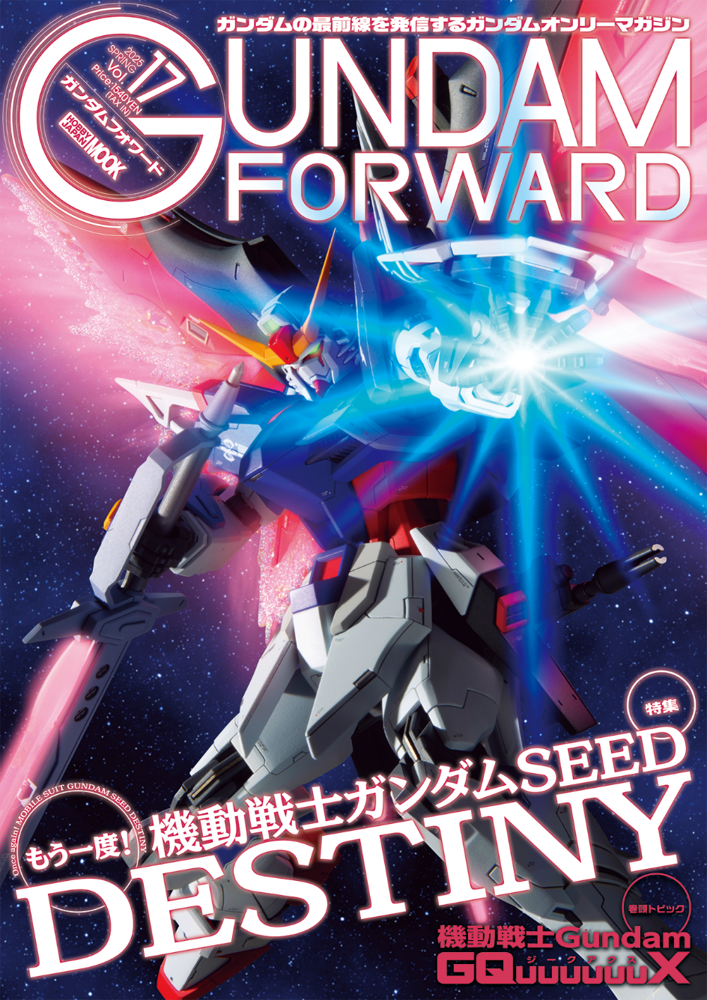 ガンダムの最前線を発信するガンダムオンリーマガジン
GUNDAM
FORWARD
2025
SPRING
Vol.
17
Price:1540YEN
(TAX IN)
ガンダムフォワード
HOBBY
JAPAN
MOOK
特集
Once again! MOBILE SUIT GUNDAM SEED DESTINY
もう一度!
機動戦士ガンダムSEED
DESTINY
巻頭トピック
機動戦士Gundam
ジークアクス
GQuuuuuuX